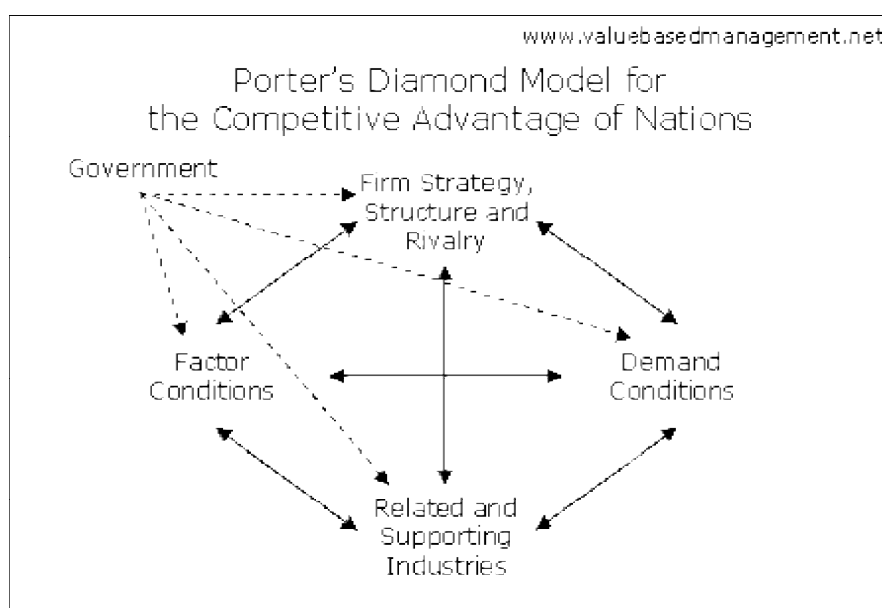 www.valuebasedmanagement.net
Porter's Diamond Model for
the Competitive Advantage of Nations
Government
Firm Strategy,
Structure and
Rivalry
Factor
Conditions
Demand
Conditions
Related and
Supporting
Industries